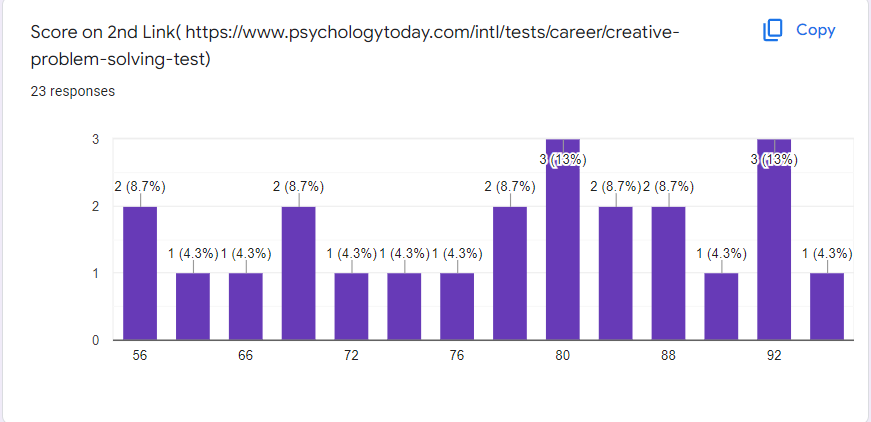 Score on 2nd Link( https://www.psychologytoday.com/intl/tests/career/creative-
problem-solving-test)
Copy
23 responses
3
3 (13%) 3 (13%)
2 (8.7%) 2 (8.7%) 2 (8.7%) 2 (8.7%) 2 (8.7%)
2
1 (4.3%) 1 (4.3%) 1 (4.3%) 1 (4.3%) 1 (4.3%) 1 (4.3%) 1 (4.3%)
1
0
56 66 72 76 80 88 92